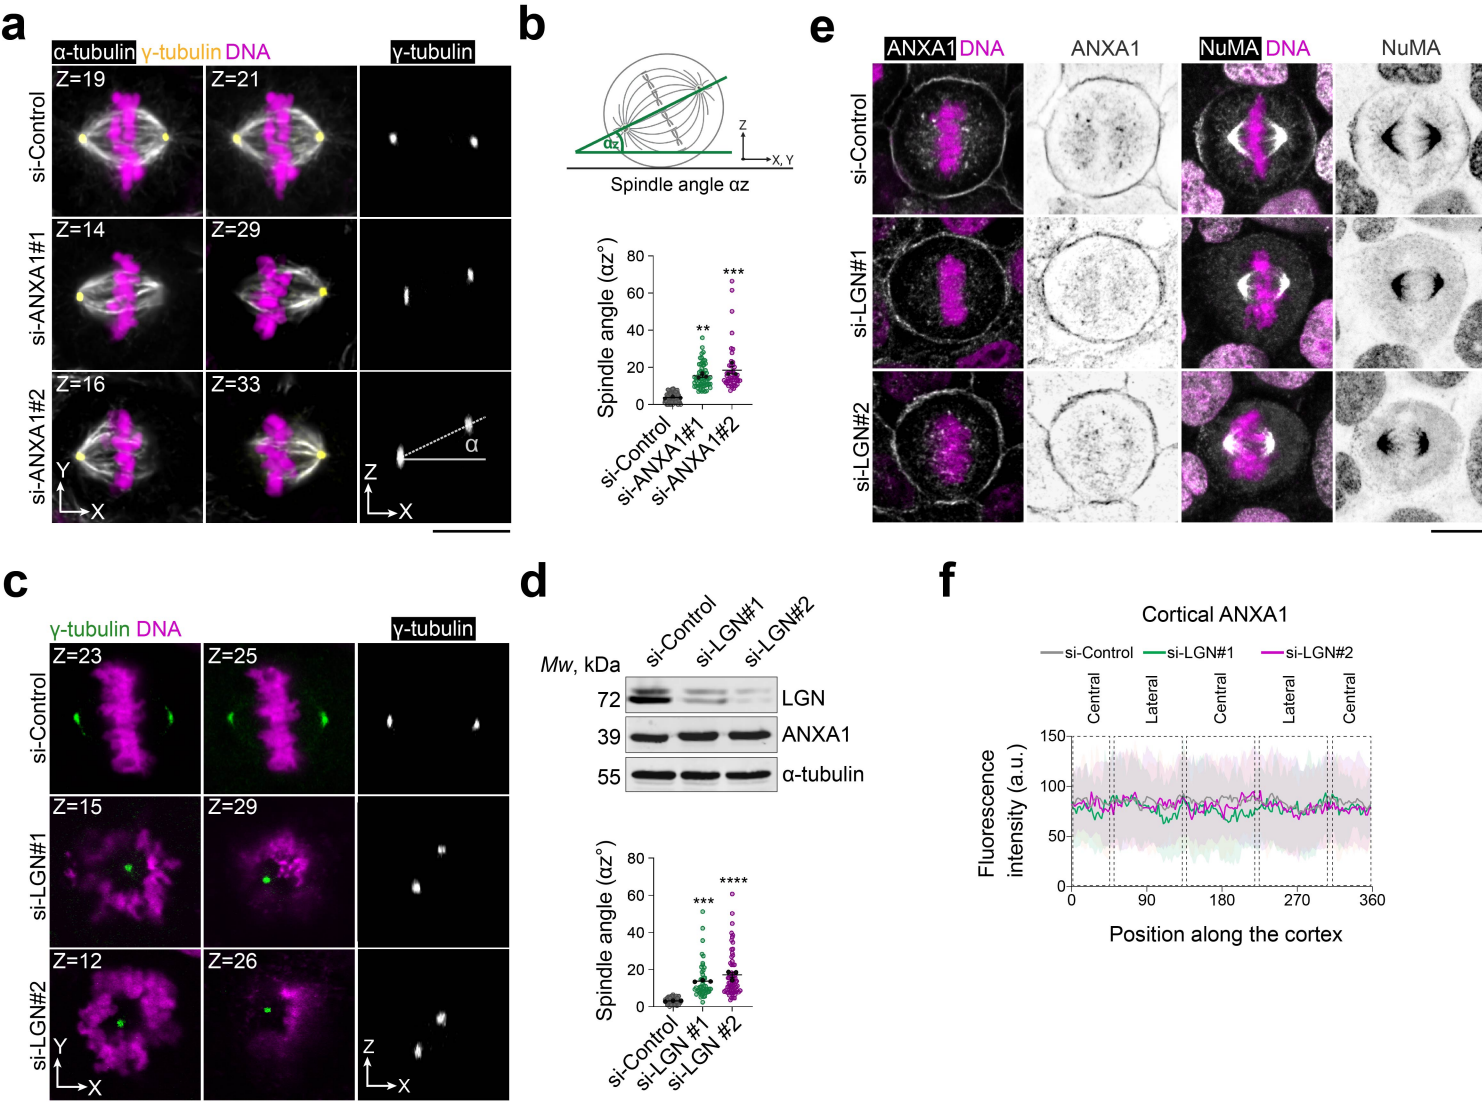 a
α-tubulin γ-tubulin DNA
γ-tubulin
si-Control
Z=19
Z=21
si-ANXA1#1
Z=14
Z=29
si-ANXA1#2
Z=16
Z=33
α
Y
X
Z
X
b
αz
Z
X, Y
Spindle angle αz
Spindle angle (αz°)
80
60
40
20
0
**
***
si-Control
si-ANXA1#1
si-ANXA1#2
c
γ-tubulin DNA
γ-tubulin
si-Control
Z=23
Z=25
si-LGN#1
Z=15
Z=29
si-LGN#2
Z=12
Z=26
Y
X
Z
X
d
si-Control
si-LGN#1
si-LGN#2
Mw, kDa
72
LGN
39
ANXA1
55
α-tubulin
Spindle angle (αz°)
80
60
40
20
0
***
****
si-Control
si-LGN #1
si-LGN #2
e
ANXA1 DNA
ANXA1
NuMA DNA
NuMA
si-Control
si-LGN#1
si-LGN#2
f
Cortical ANXA1
si-Control
si-LGN#1
si-LGN#2
Central
Lateral
Central
Lateral
Central
Fluorescence
intensity (a.u.)
150
100
50
0
0
90
180
270
360
Position along the cortex